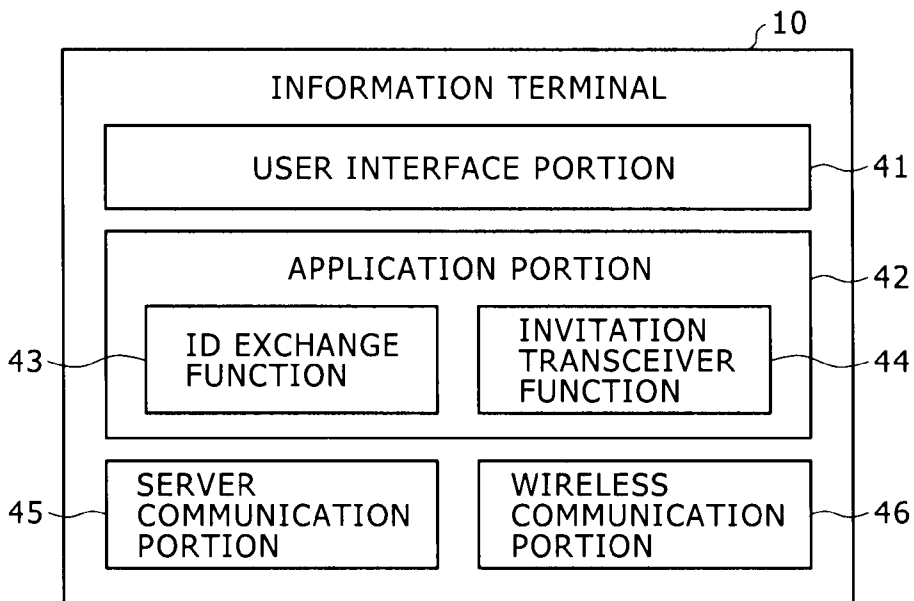 10
INFORMATION TERMINAL
USER INTERFACE PORTION
41
APPLICATION PORTION
42
43
ID EXCHANGE
FUNCTION
INVITATION
TRANSCEIVER
FUNCTION
44
45
SERVER
COMMUNICATION
PORTION
WIRELESS
COMMUNICATION
PORTION
46